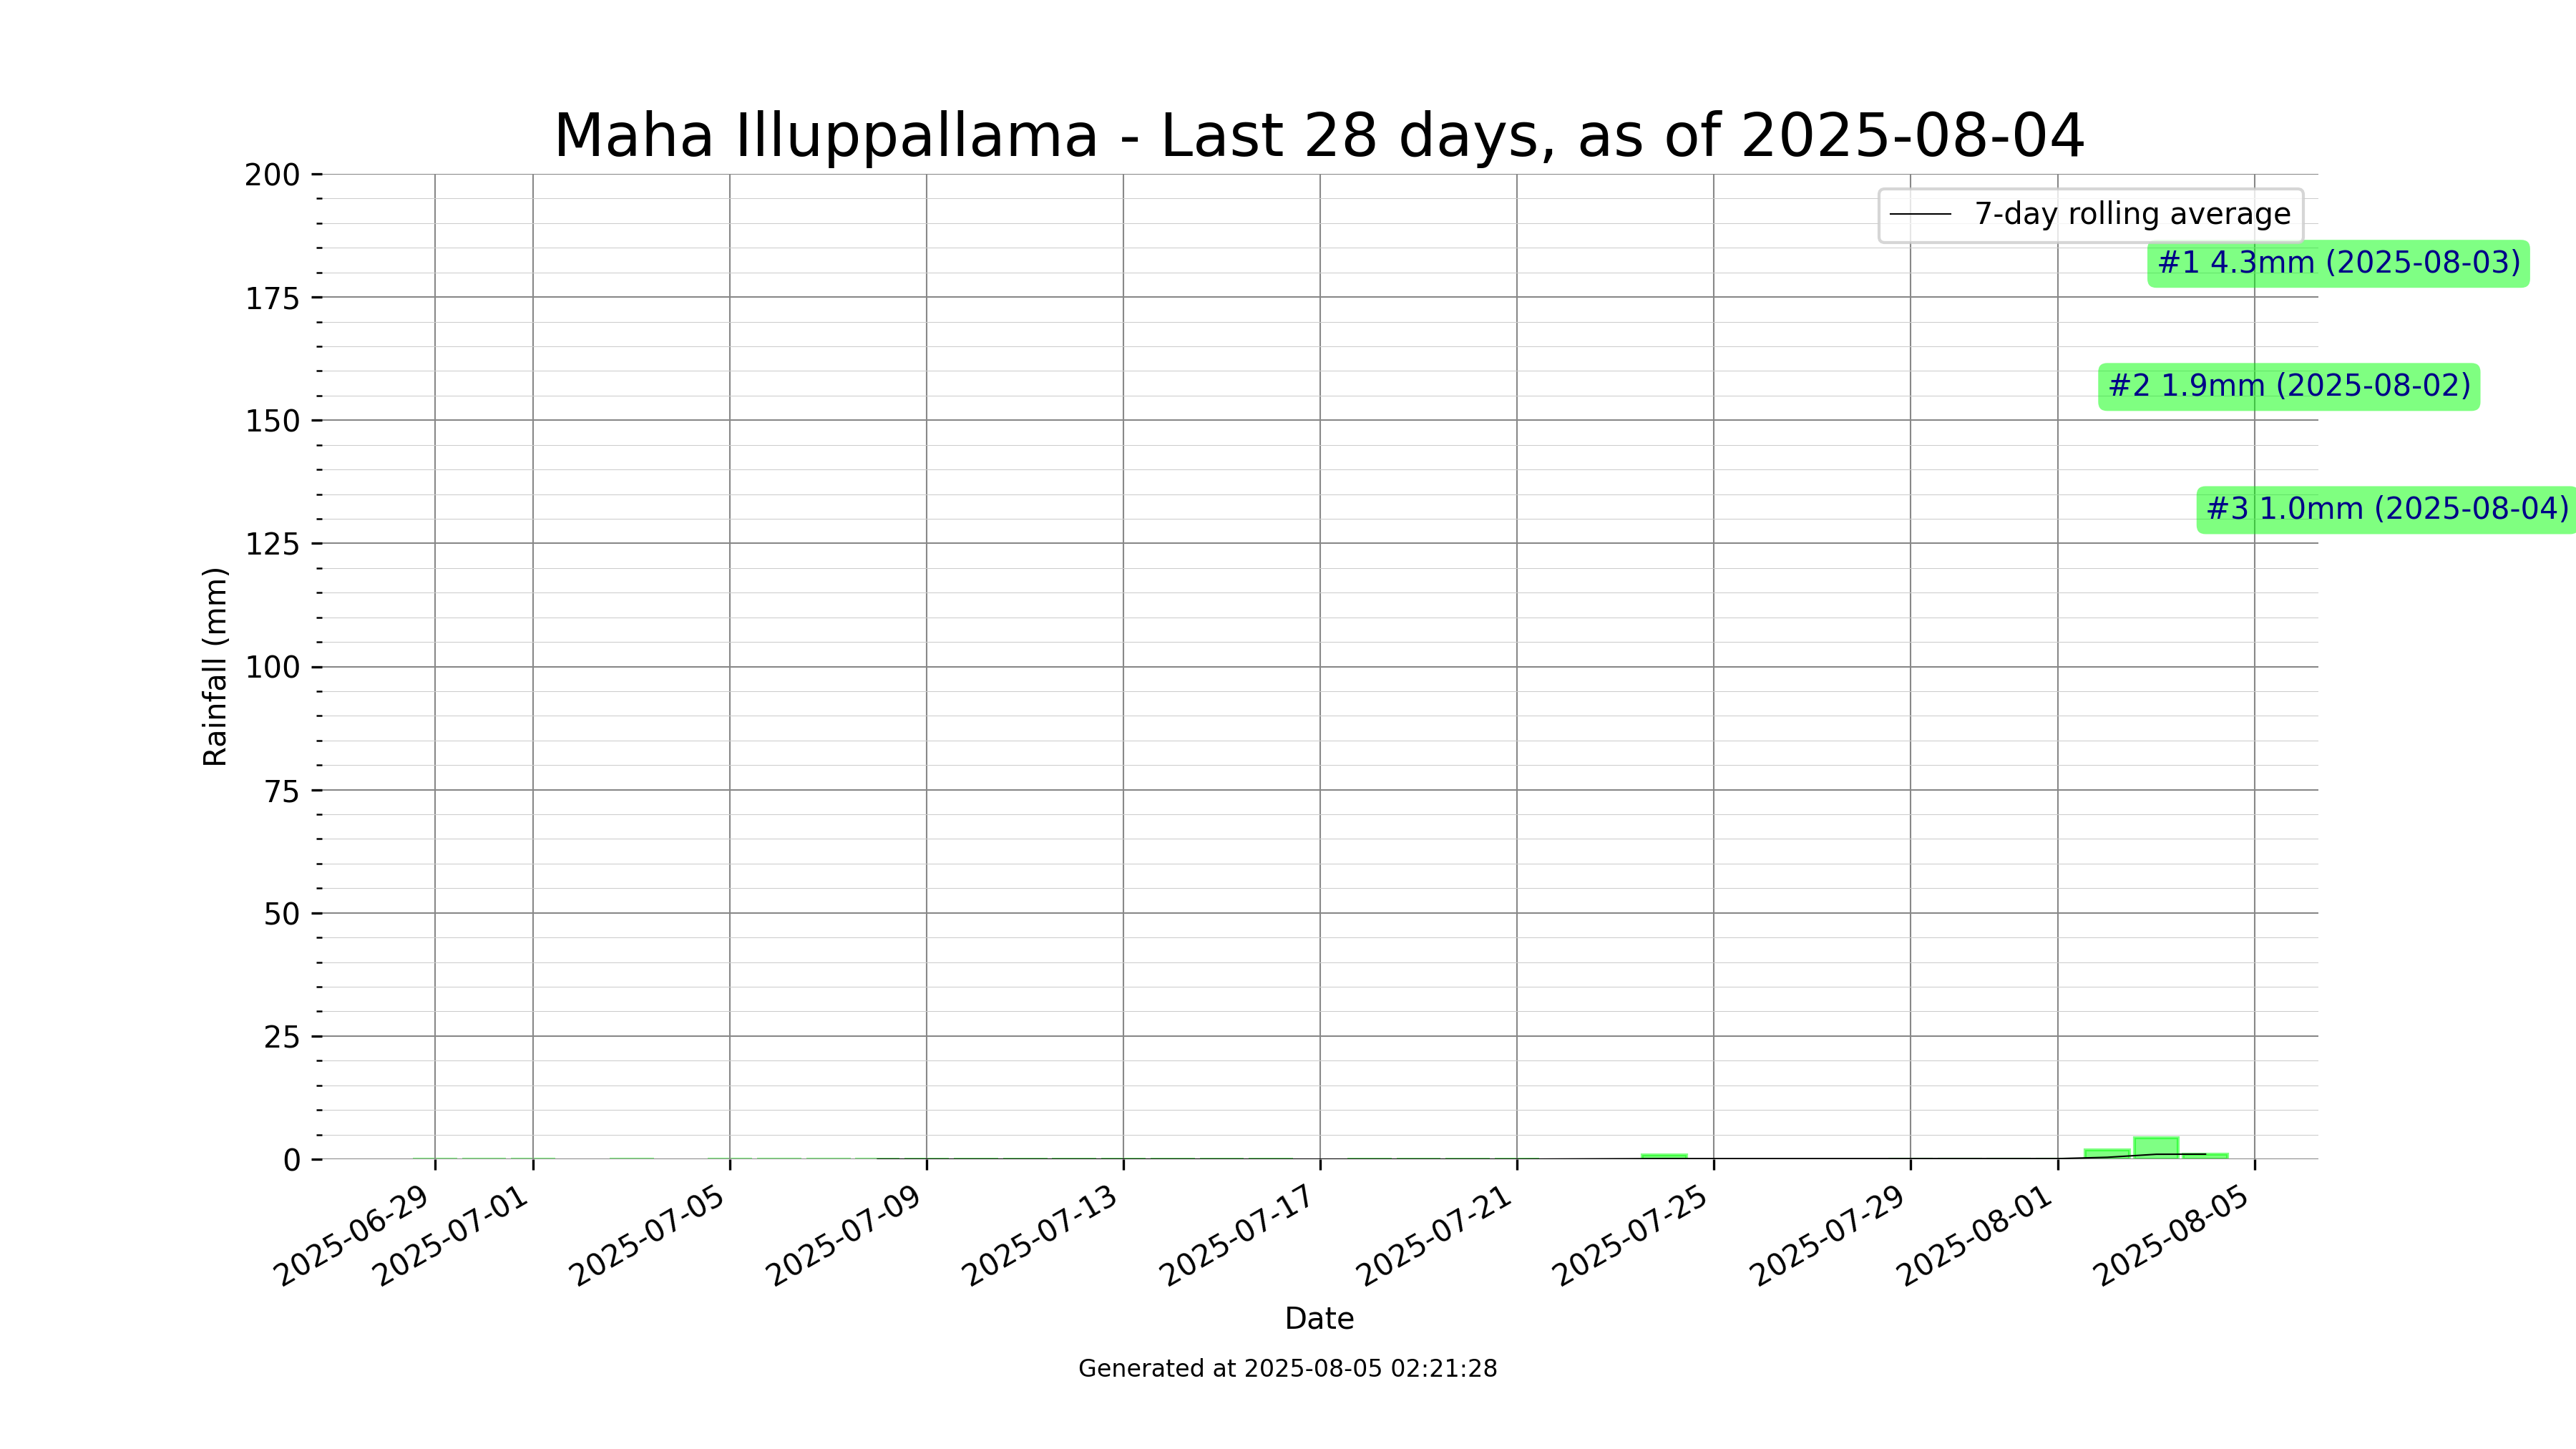 Maha Illuppallama - Last 28 days, as of 2025-08-04
7-day rolling average
#1 4.3mm (2025-08-03)
#2 1.9mm (2025-08-02)
#3 1.0mm (2025-08-04)
Rainfall (mm)
200
175
150
125
100
75
50
25
0
2025-06-29
2025-07-01
2025-07-05
2025-07-09
2025-07-13
2025-07-17
2025-07-21
2025-07-25
2025-07-29
2025-08-01
2025-08-05
Date
Generated at 2025-08-05 02:21:28